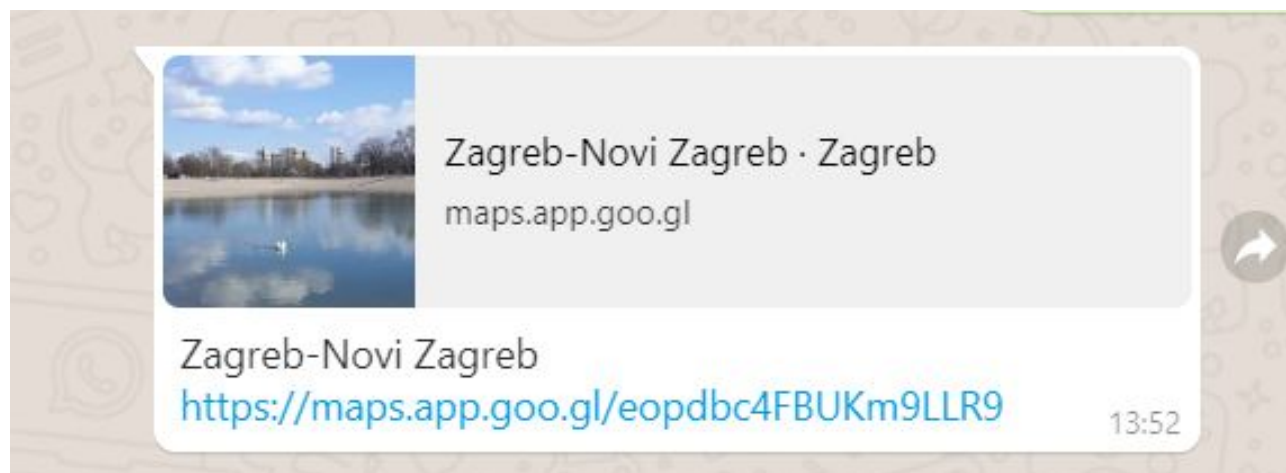 Zagreb-Novi Zagreb · Zagreb
maps.app.goo.gl
Zagreb-Novi Zagreb
https://maps.app.goo.gl/eopdbc4FBUKm9LLR9
13:52